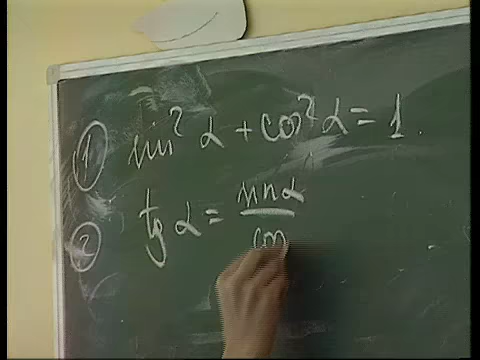 ① sin² α + cos² α = 1.
② tg α = sin α / cos